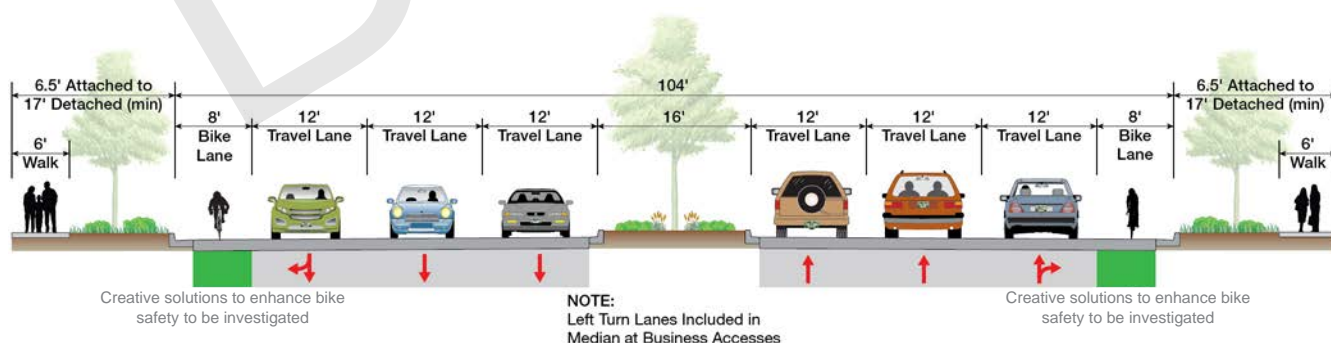 6.5' Attached to
17' Detached (min)
104'
6.5' Attached to
17' Detached (min)
8'
Bike
Lane
12'
Travel Lane
12'
Travel Lane
12'
Travel Lane
16'
12'
Travel Lane
12'
Travel Lane
12'
Travel Lane
8'
Bike
Lane
6'
Walk
6'
Walk
Creative solutions to enhance bike
safety to be investigated
NOTE:
Left Turn Lanes Included in
Median at Business Accesses
Creative solutions to enhance bike
safety to be investigated